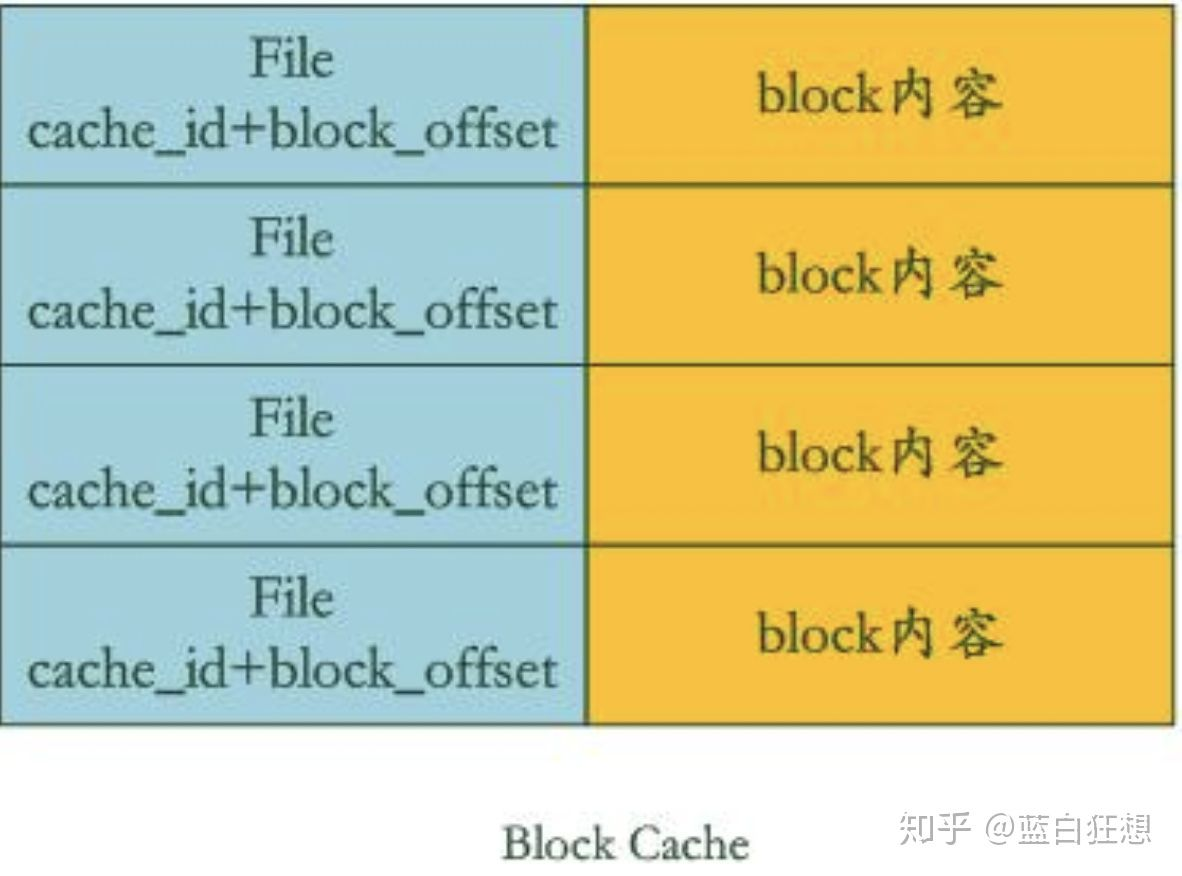 File
cache_id+block_offset
block内容
File
cache_id+block_offset
block内容
File
cache_id+block_offset
block内容
File
cache_id+block_offset
block内容
Block Cache
知乎 @蓝白狂想